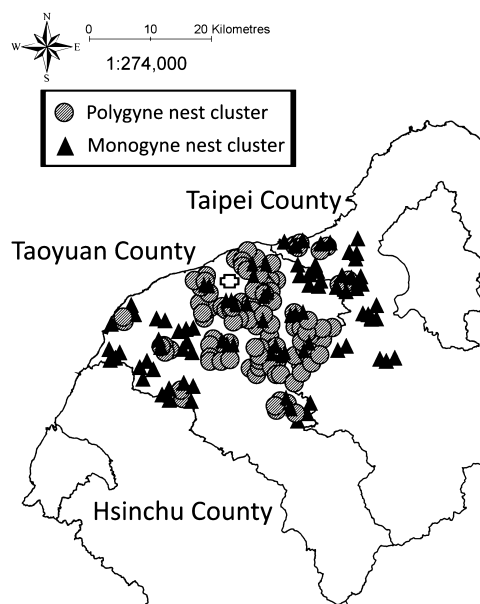 N
W E
S
0 10 20 Kilometres
1:274,000
Polygyne nest cluster
Monogyne nest cluster
Taipei County
Taoyuan County
Hsinchu County